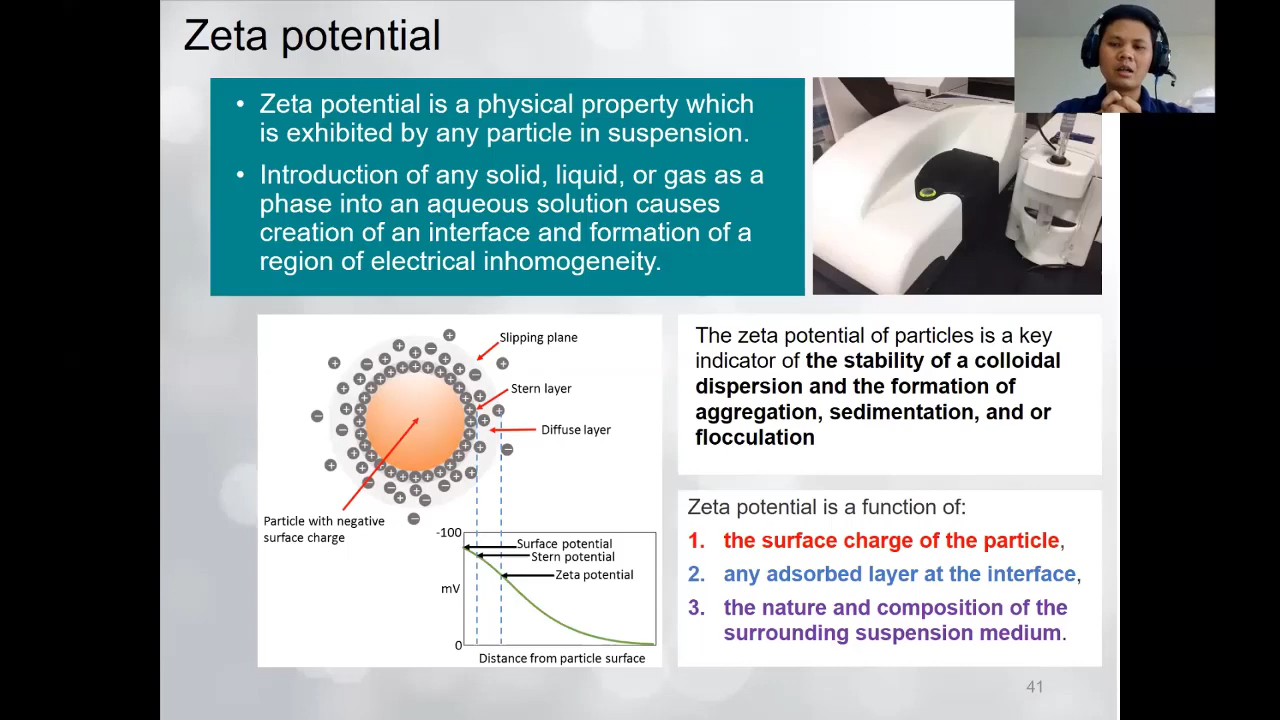 Zeta potential
• Zeta potential is a physical property which
is exhibited by any particle in suspension.
• Introduction of any solid, liquid, or gas as a
phase into an aqueous solution causes
creation of an interface and formation of a
region of electrical inhomogeneity.
Slipping plane
Stern layer
Diffuse layer
Particle with negative
surface charge
-100
Surface potential
Stern potential
Zeta potential
mV
0
Distance from particle surface
The zeta potential of particles is a key
indicator of the stability of a colloidal
dispersion and the formation of
aggregation, sedimentation, and or
flocculation
Zeta potential is a function of:
1. the surface charge of the particle,
2. any adsorbed layer at the interface,
3. the nature and composition of the
surrounding suspension medium.
41